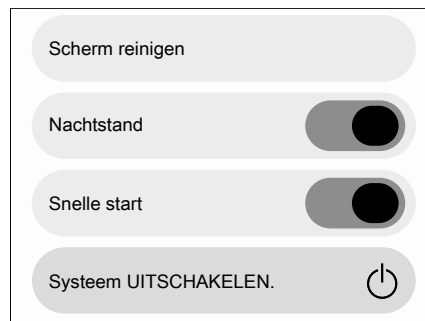 Scherm reinigen
Nachtstand
Snelle start
Systeem UITSCHAKELEN.